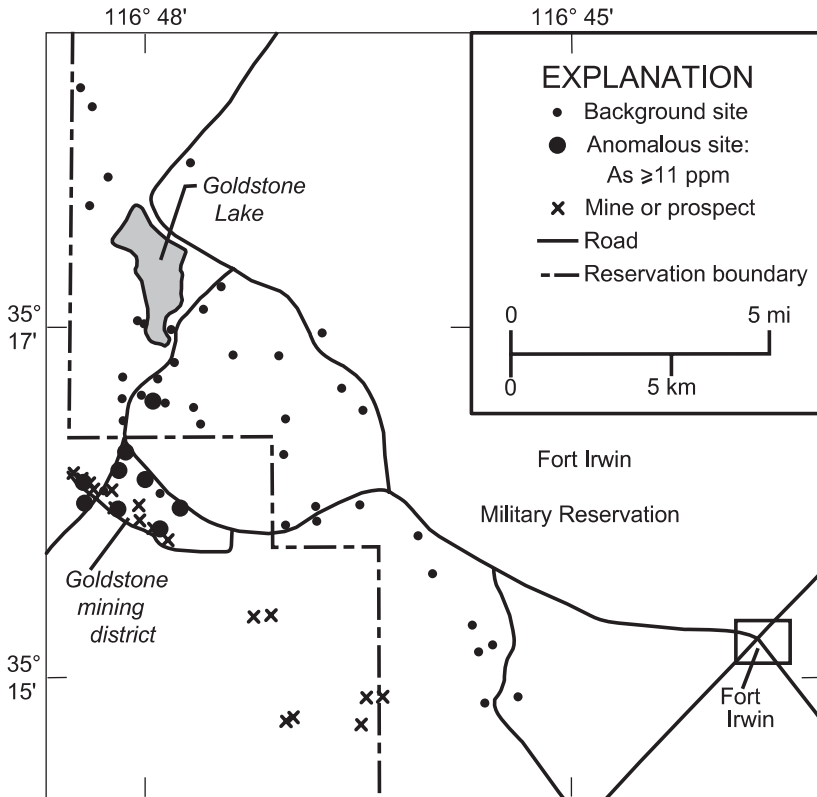 116° 48'
116° 45'
EXPLANATION
Background site
Anomalous site:
As ⩾11 ppm
Mine or prospect
Road
Reservation boundary
0 5 mi
0 5 km
Goldstone
Lake
35°
17'
Fort Irwin
Military Reservation
Goldstone
mining
district
35°
15'
Fort
Irwin